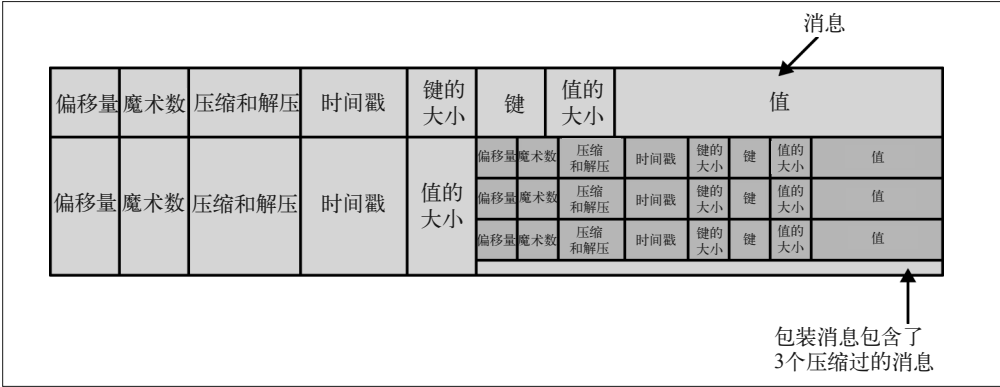 消息
偏移量 魔术数 压缩和解压 时间戳 键的大小 键 值的大小 值
偏移量 魔术数 压缩和解压 时间戳 值的大小
偏移量 魔术数 压缩和解压 时间戳 键的大小 键 值的大小 值
偏移量 魔术数 压缩和解压 时间戳 键的大小 键 值的大小 值
偏移量 魔术数 压缩和解压 时间戳 键的大小 键 值的大小 值
包装消息包含了
3个压缩过的消息